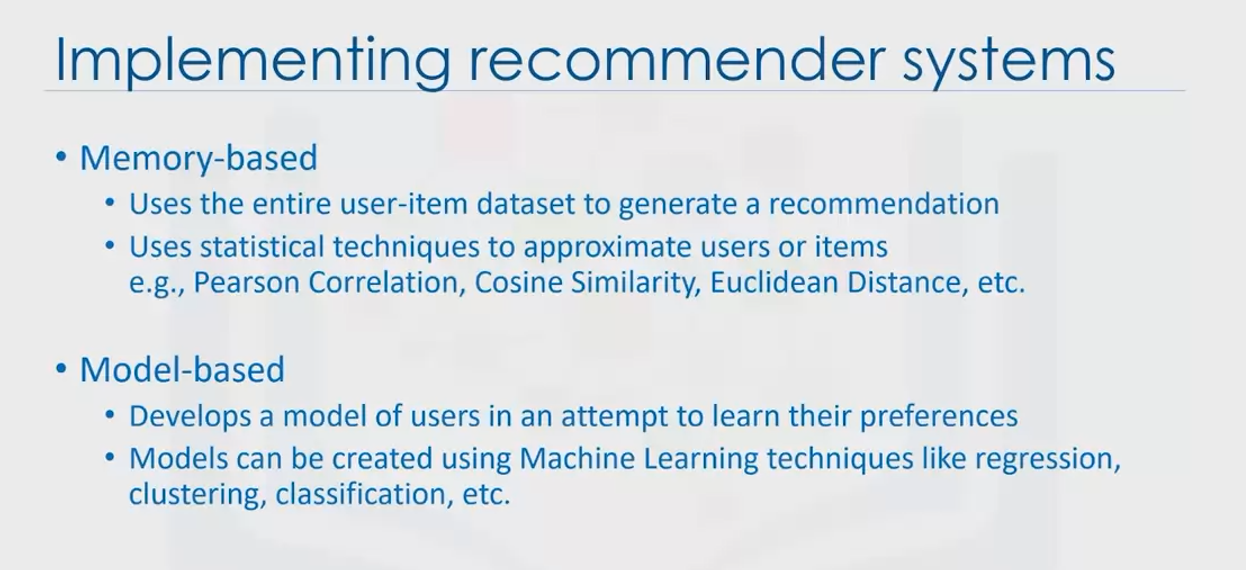 Implementing recommender systems
• Memory-based
• Uses the entire user-item dataset to generate a recommendation
• Uses statistical techniques to approximate users or items
e.g., Pearson Correlation, Cosine Similarity, Euclidean Distance, etc.
• Model-based
• Develops a model of users in an attempt to learn their preferences
• Models can be created using Machine Learning techniques like regression,
clustering, classification, etc.